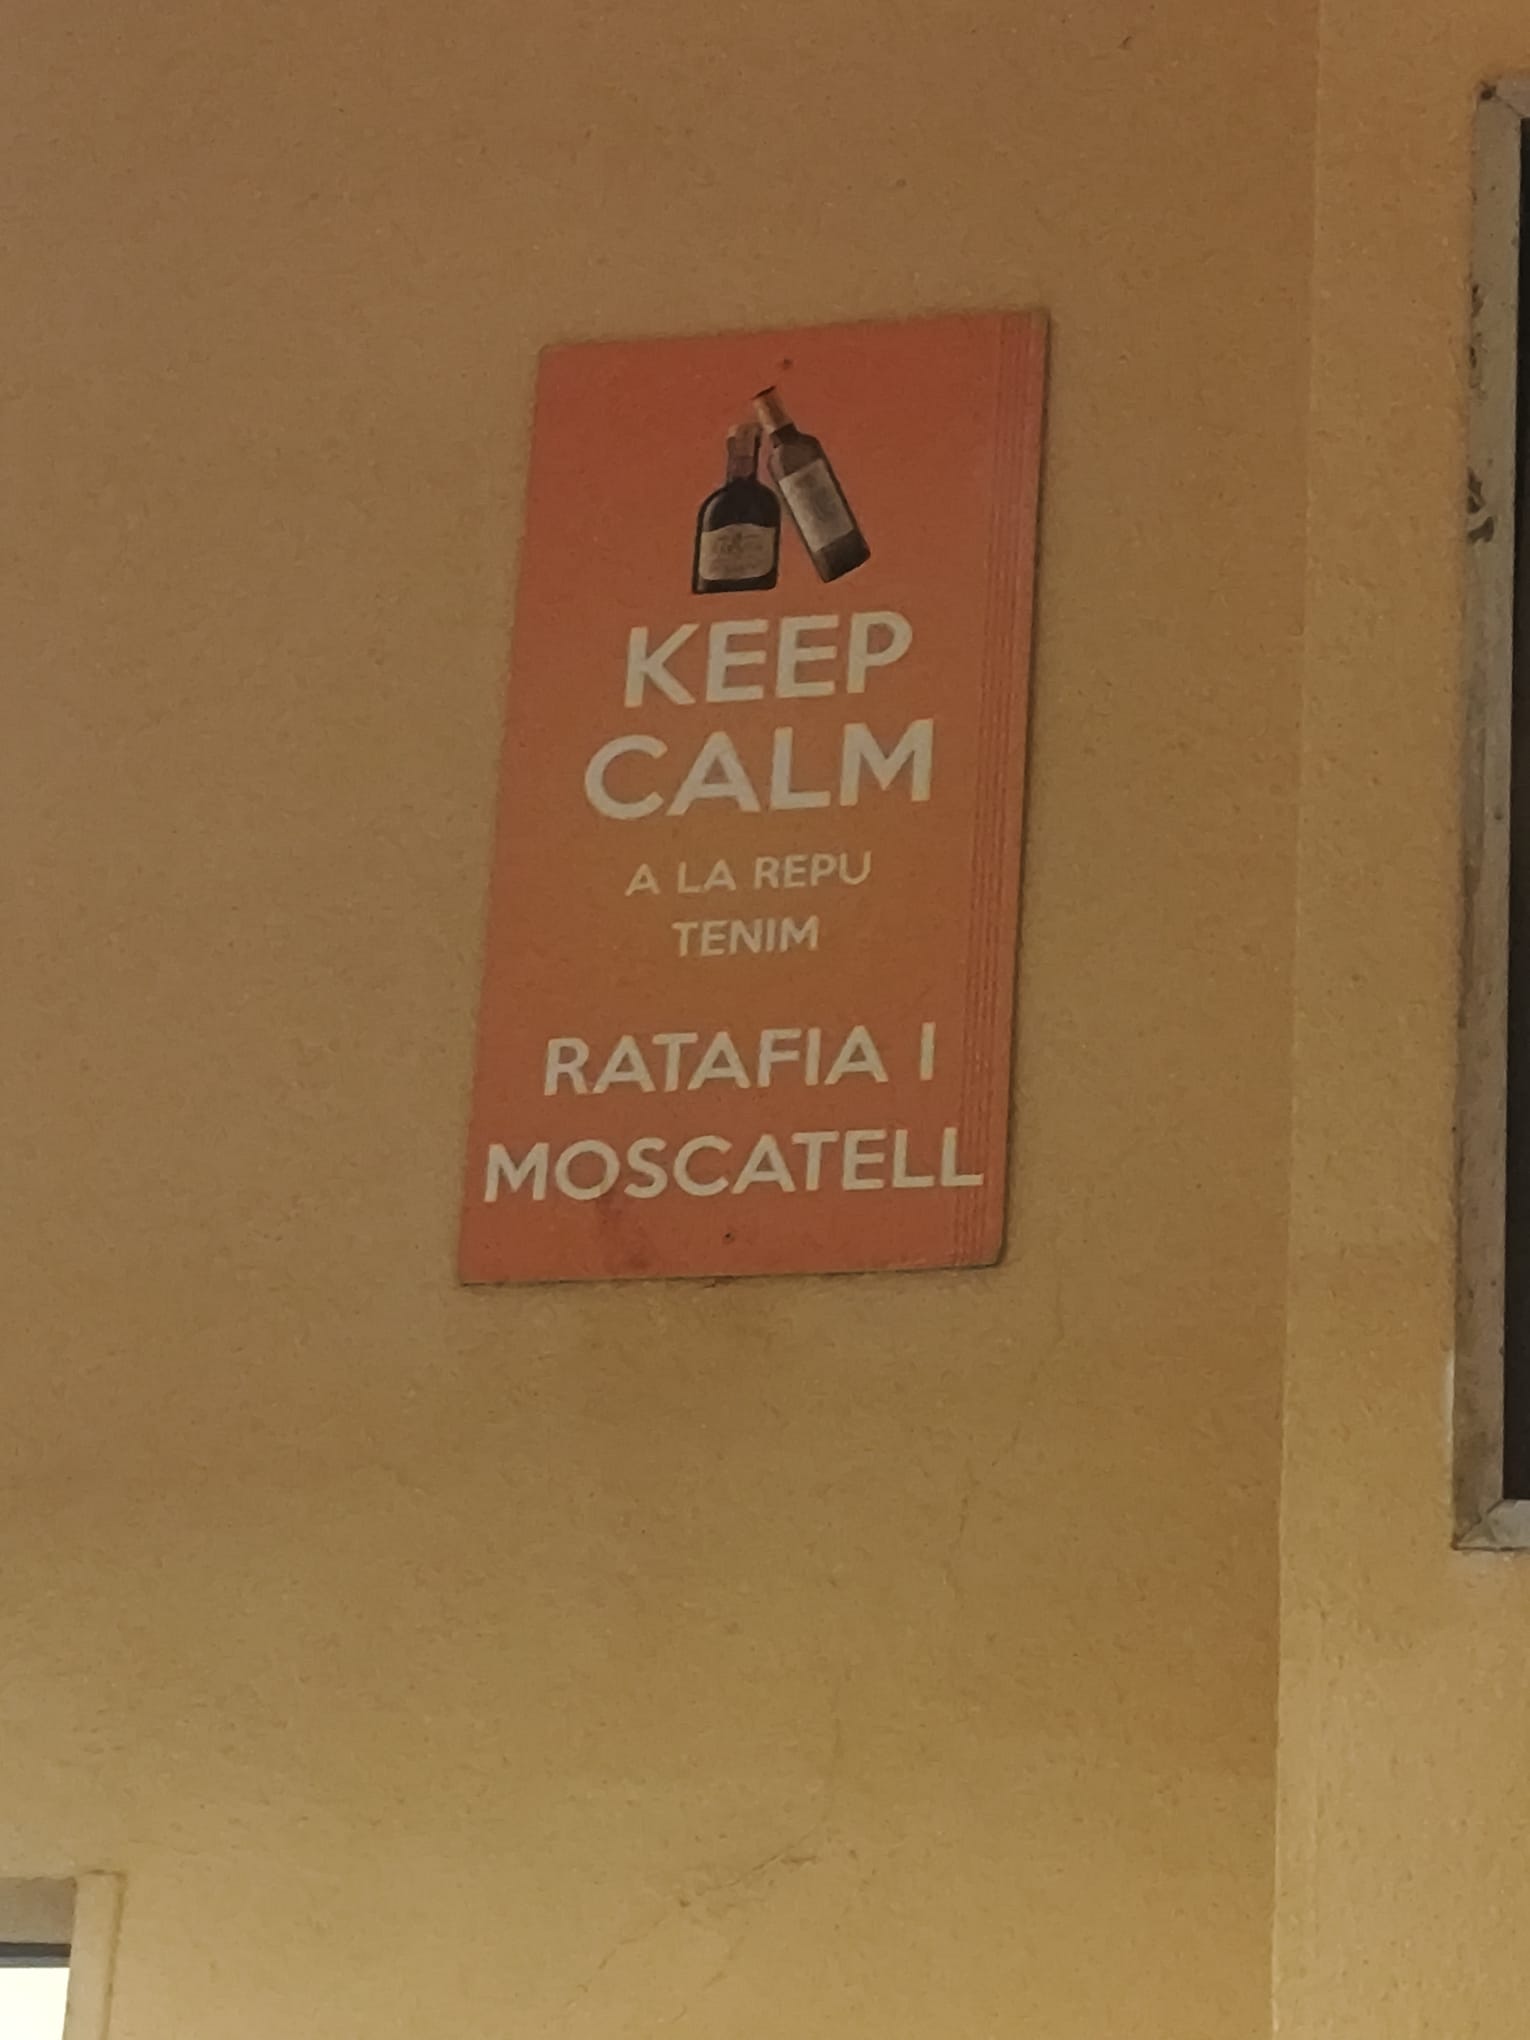 KEEP
CALM
A LA REPU
TENIM
RATAFIA I
MOSCATELL